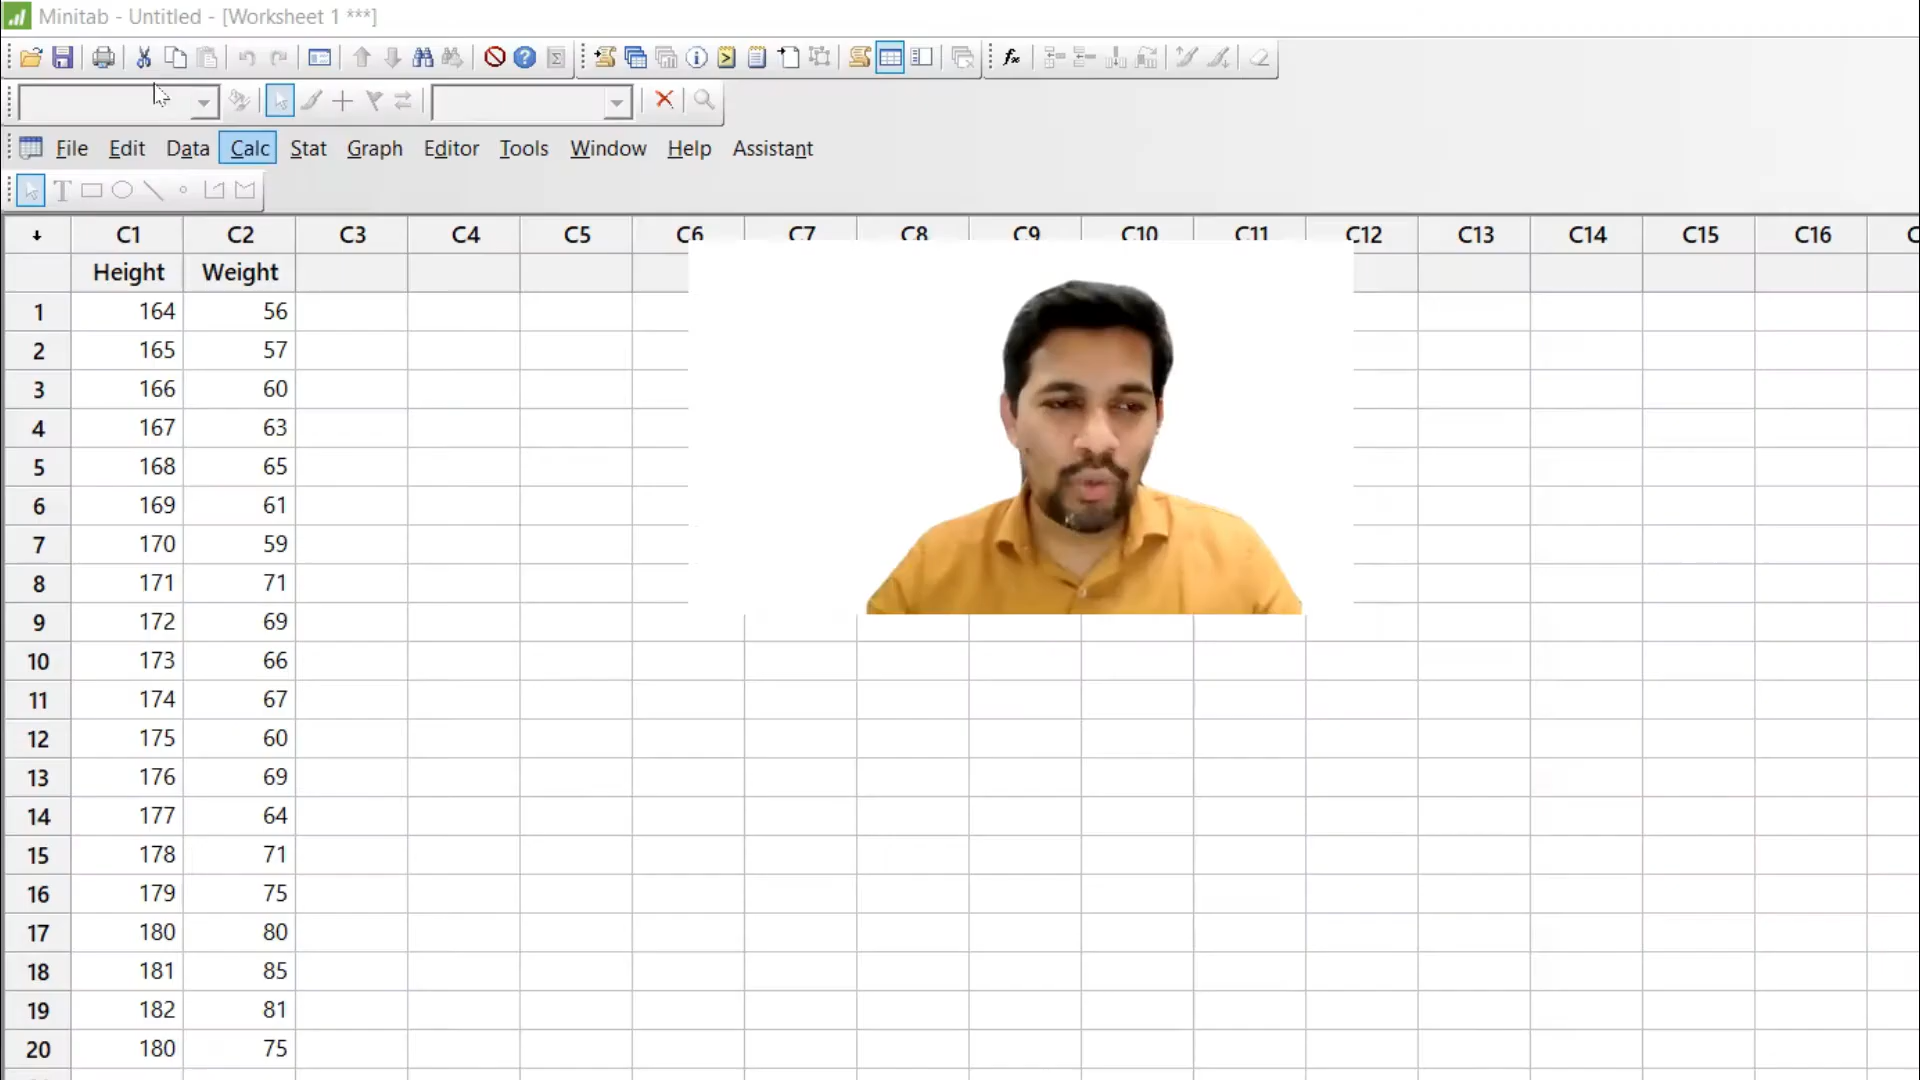 Minitab - Untitled - [Worksheet 1 ***]
File Edit Data Calc Stat Graph Editor Tools Window Help Assistant
C1 C2 C3 C4 C5 C6 C7 C8 C9 C10 C11 C12 C13 C14 C15 C16
Height Weight
1 164 56
2 165 57
3 166 60
4 167 63
5 168 65
6 169 61
7 170 59
8 171 71
9 172 69
10 173 66
11 174 67
12 175 60
13 176 69
14 177 64
15 178 71
16 179 75
17 180 80
18 181 85
19 182 81
20 180 75